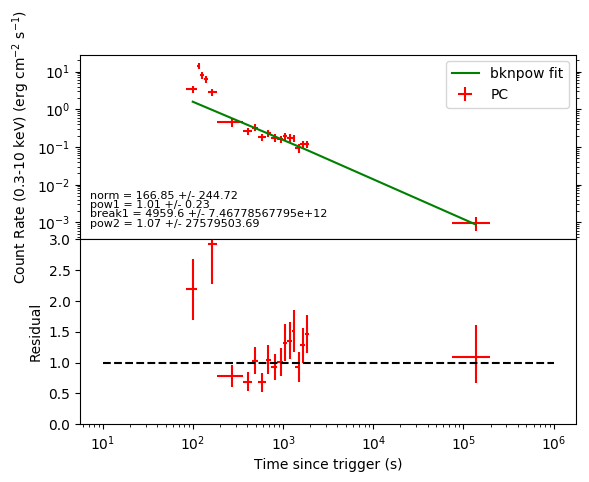 Count Rate (0.3-10 keV) (erg cm⁻² s⁻¹)
10¹
10⁰
10⁻¹
10⁻²
10⁻³
bknpow fit
PC
norm = 166.85 +/- 244.72
pow1 = 1.01 +/- 0.23
break1 = 4959.6 +/- 7.46778567795e+12
pow2 = 1.07 +/- 27579503.69
Residual
3.0
2.5
2.0
1.5
1.0
0.5
0.0
10¹ 10² 10³ 10⁴ 10⁵ 10⁶
Time since trigger (s)